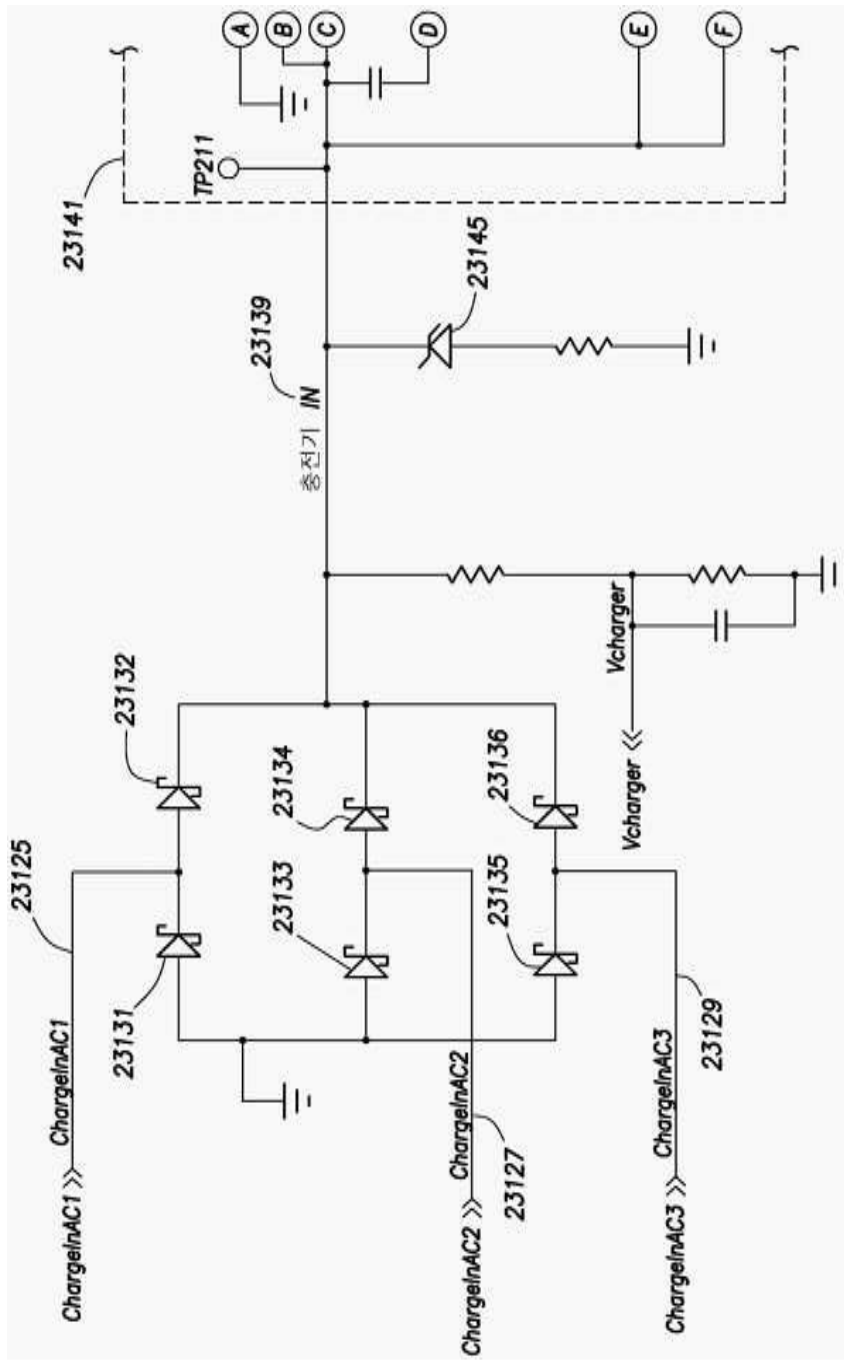 ChargeInAC1 >> ChargeInAC1
23125
23131
23132
ChargeInAC2 >> ChargeInAC2
23127
23133
23134
ChargeInAC3 >> ChargeInAC3
23129
23135
23136
Vcharger << Vcharger
충전기 IN
23139
23145
23141
TP211
A
B
C
D
E
F